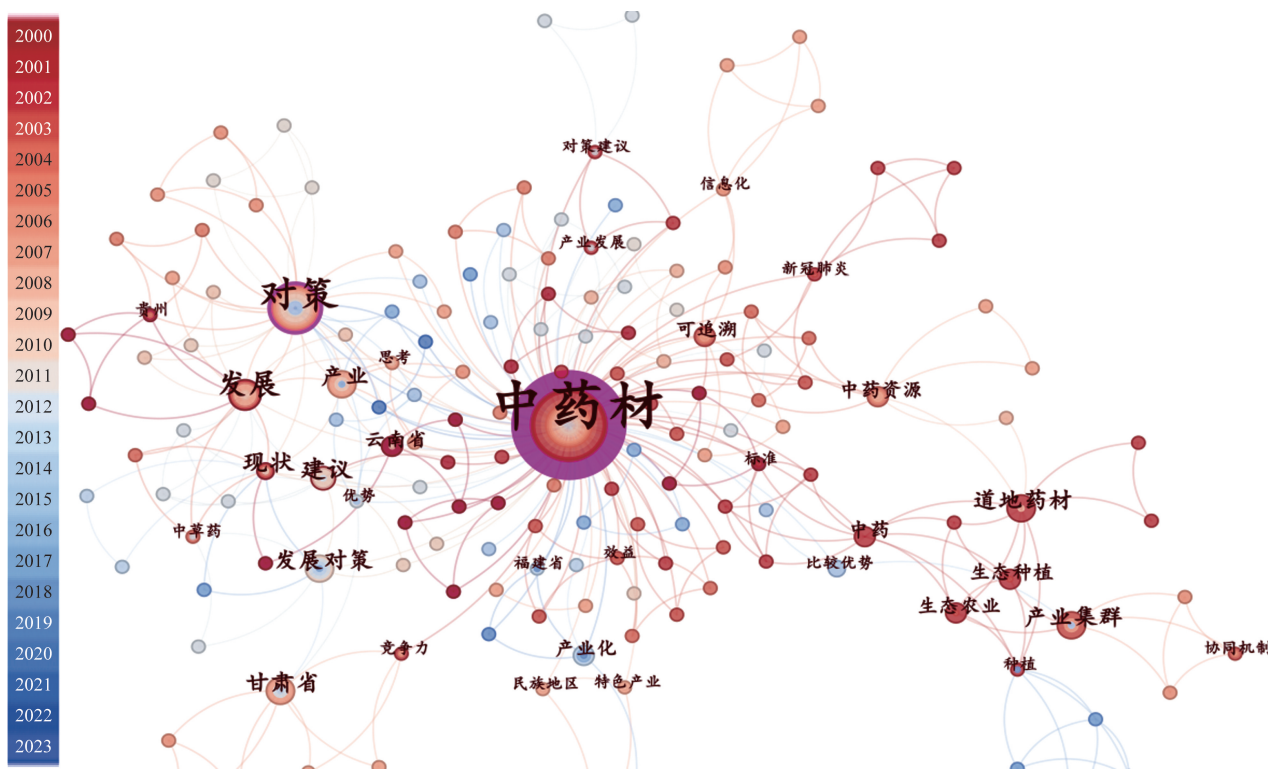 2000
2001
2002
2003
2004
2005
2006
2007
2008
2009
2010
2011
2012
2013
2014
2015
2016
2017
2018
2019
2020
2021
2022
2023
对策建议
信息化
产业发展
新冠肺炎
对策
贵州
可追溯
思考
产业
发展
中药资源
中药材
云南省
标准
现状
建议
优势
道地药材
中草药
中药
效益
发展对策
福建省
比较优势
生态种植
生态农业
产业集群
竞争力
产业化
协同机制
种植
甘肃省
民族地区
特色产业